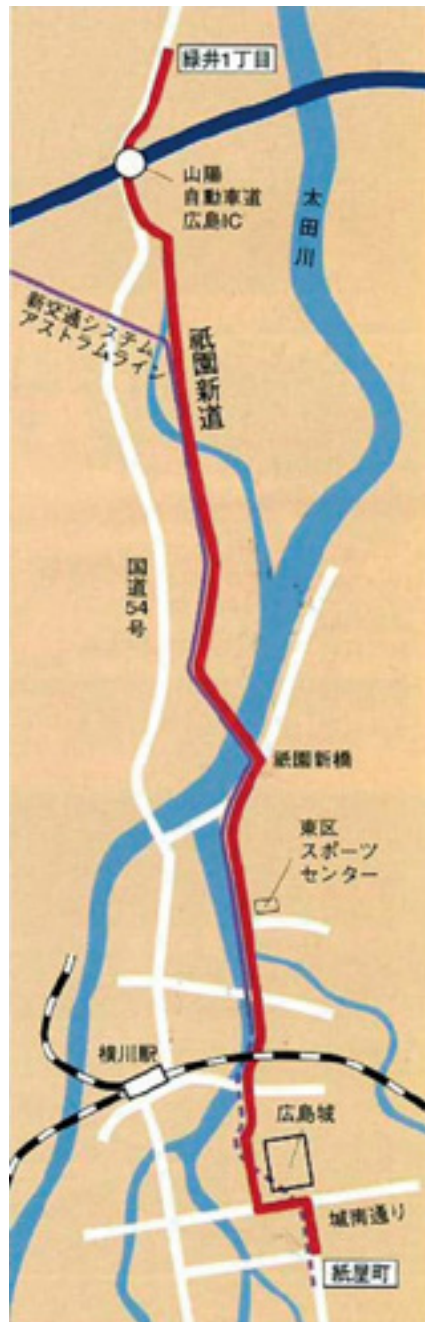 緑井1丁目
山陽
自動車道
広島IC
太田川
新交通システム
アストラムライン
祇園新道
国道54号
祇園新橋
東区
スポーツ
センター
横川駅
広島城
城南通り
紙屋町